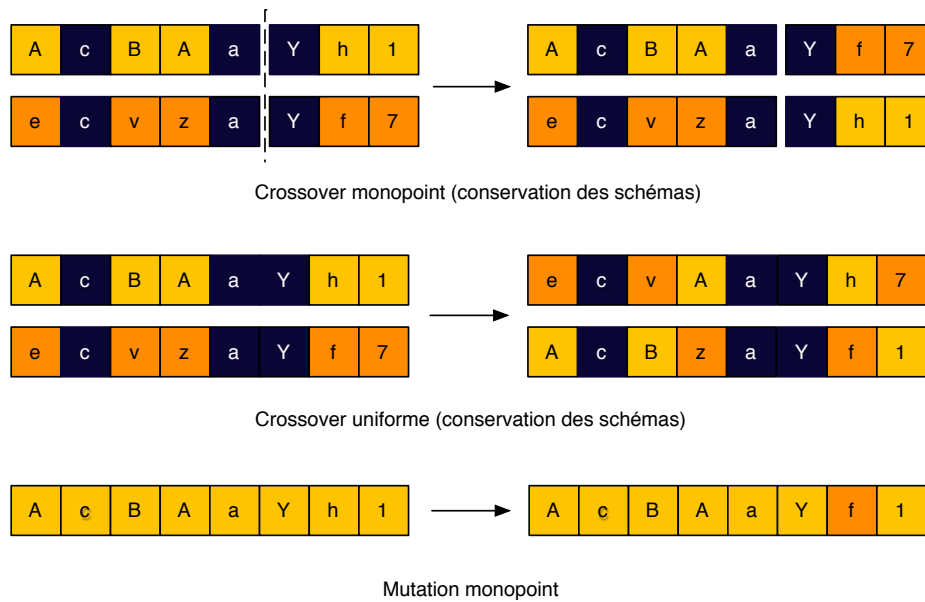 A c B A a Y h 1 A c B A a Y f 7
e c v z a Y f 7 e c v z a Y h 1
Crossover monopoint (conservation des schémas)
A c B A a Y h 1 e c v A a Y h 7
e c v z a Y f 7 A c B z a Y f 1
Crossover uniforme (conservation des schémas)
A c B A a Y h 1 A c B A a Y f 1
Mutation monopoint